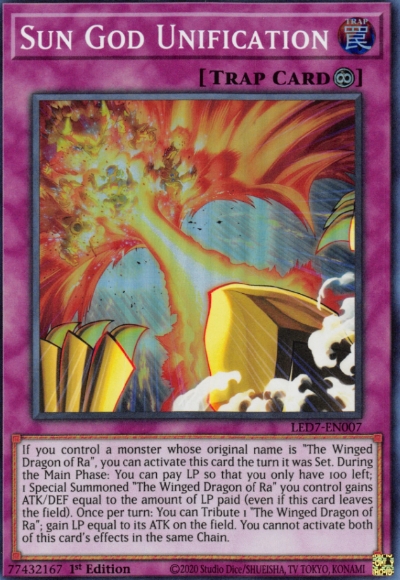 SUN GOD UNIFICATION
TRAP
罠
[TRAP CARD ]
LED7-EN007
If you control a monster whose original name is "The Winged
Dragon of Ra", you can activate this card the turn it was Set. During
the Main Phase: You can pay LP so that you only have 100 left;
1 Special Summoned "The Winged Dragon of Ra" you control gains
ATK/DEF equal to the amount of LP paid (even if this card leaves
the field). Once per turn: You can Tribute 1 "The Winged Dragon of
Ra"; gain LP equal to its ATK on the field. You cannot activate both
of this card's effects in the same Chain.
77432167 1st Edition ©2020 Studio Dice/SHUEISHA, TV TOKYO, KONAMI